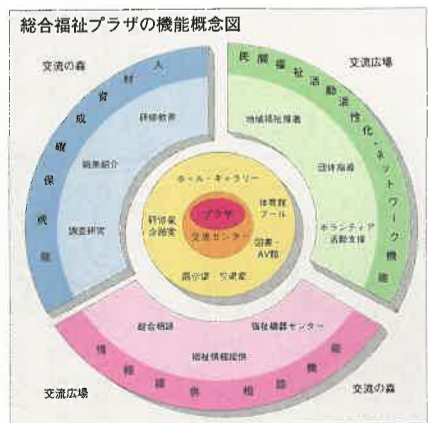 総合福祉プラザの機能概念図
交流の森
交流広場
人材育成確保機能
研修教育
職業紹介
調査研究
民間福祉活動活性化・ネットワーク機能
地域福祉推進
団体指導
ボランティア
活動支援
ホール・ギャラリー
体育館
プール
研修室
会議室
プラザ
交流センター
図書・
AV館
展示場・交流室
総合相談
福祉機器センター
福祉情報提供
情報提供・相談機能
交流広場
交流の森